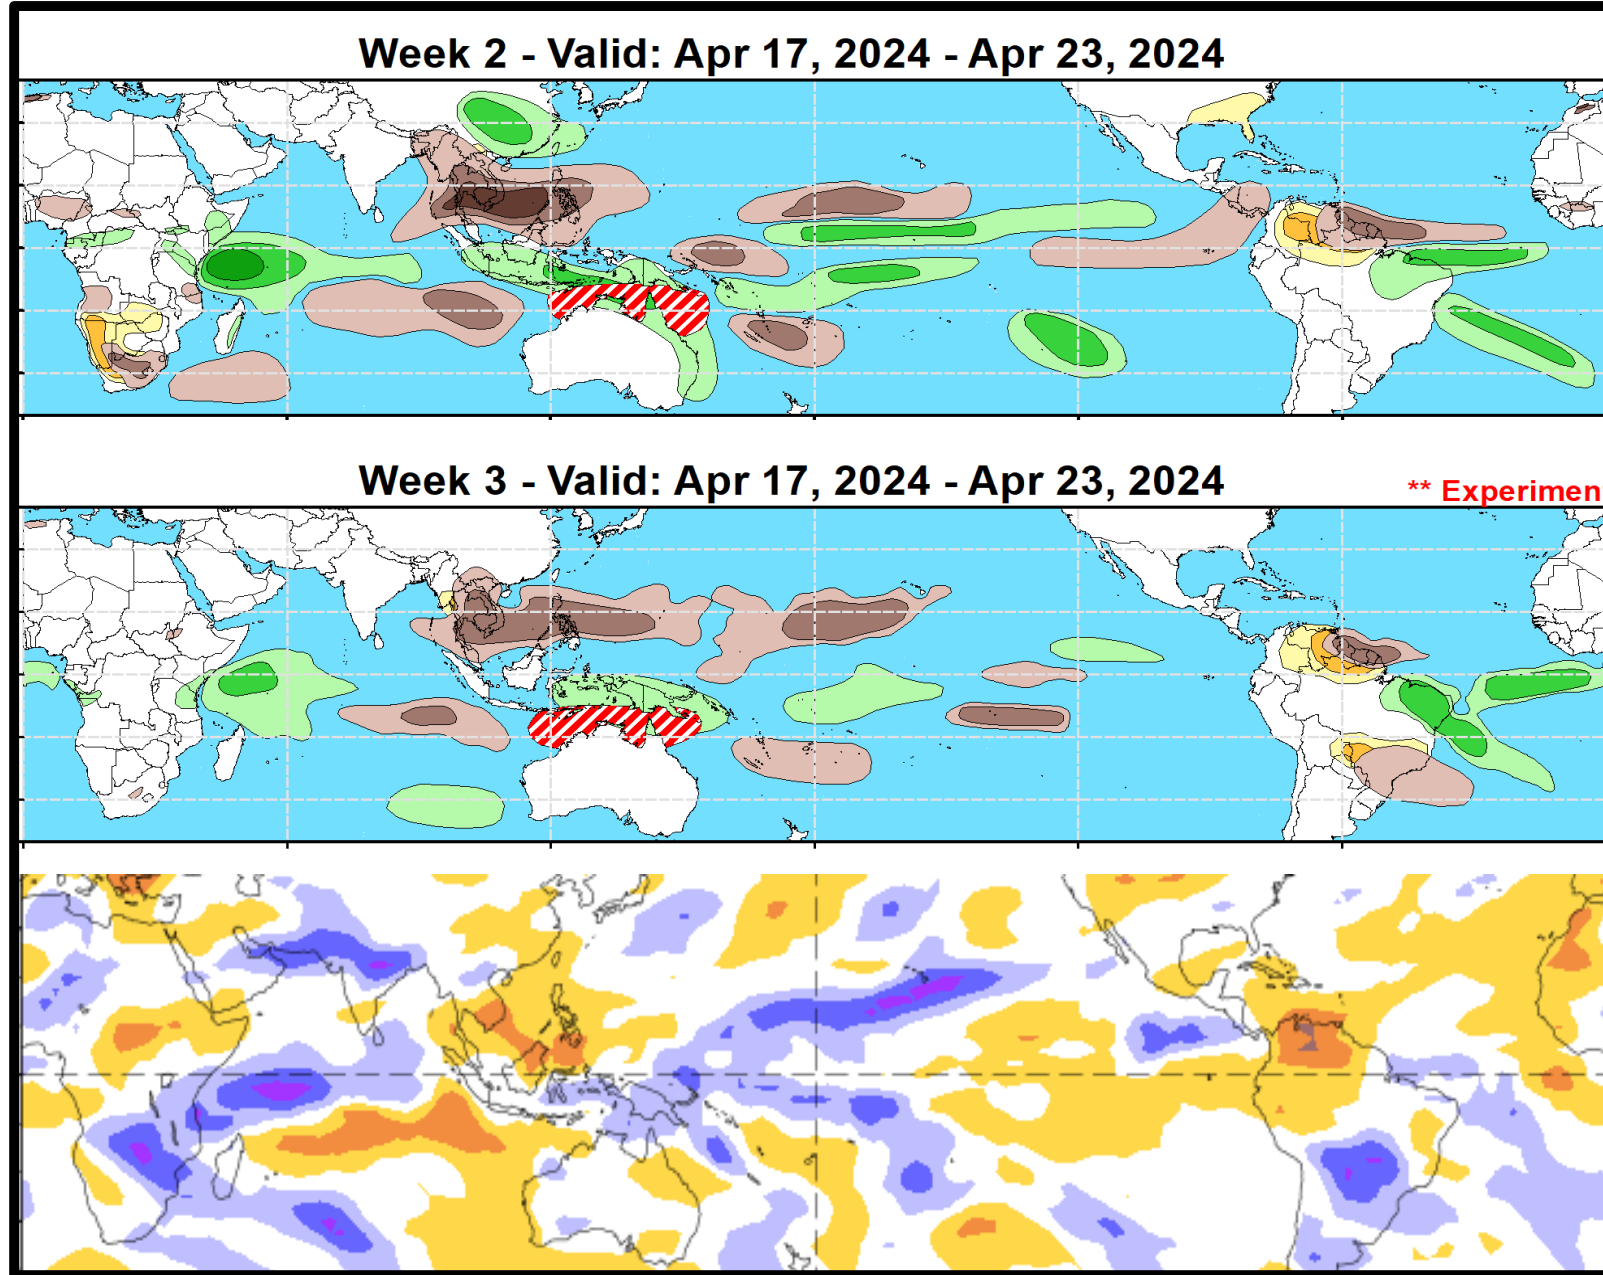 Week 2 - Valid: Apr 17, 2024 - Apr 23, 2024
Week 3 - Valid: Apr 17, 2024 - Apr 23, 2024
** Experimen